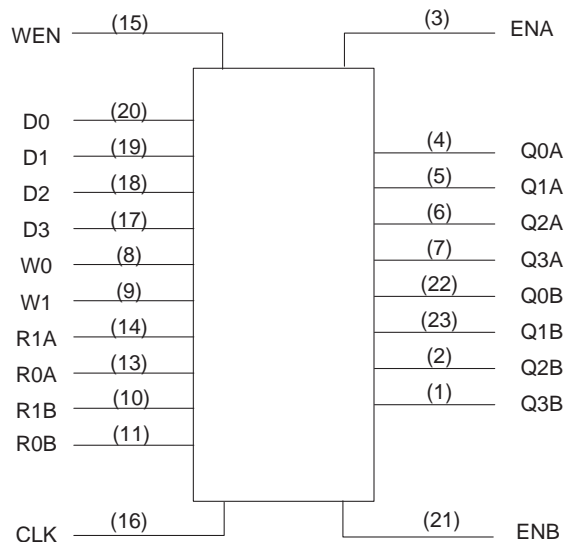 WEN (15)
(3) ENA
D0 (20)
D1 (19)
D2 (18)
D3 (17)
W0 (8)
W1 (9)
R1A (14)
R0A (13)
R1B (10)
R0B (11)
(4) Q0A
(5) Q1A
(6) Q2A
(7) Q3A
(22) Q0B
(23) Q1B
(2) Q2B
(1) Q3B
CLK (16)
(21) ENB